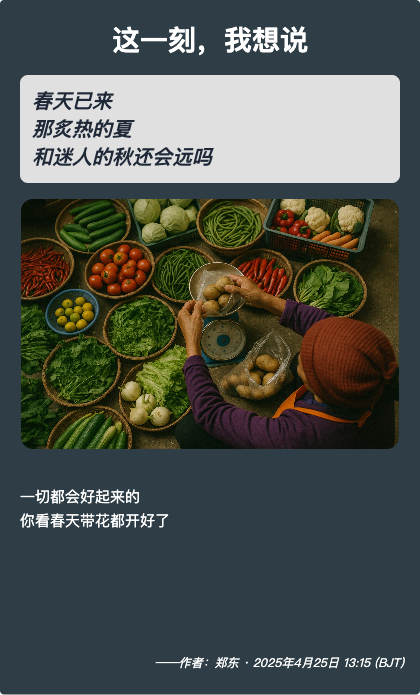 这一刻，我想说
春天已来
那炙热的夏
和迷人的秋还会远吗
一切都会好起来的
你看春天带花都开好了
——作者：郑东 · 2025年4月25日 13:15 (BJT)